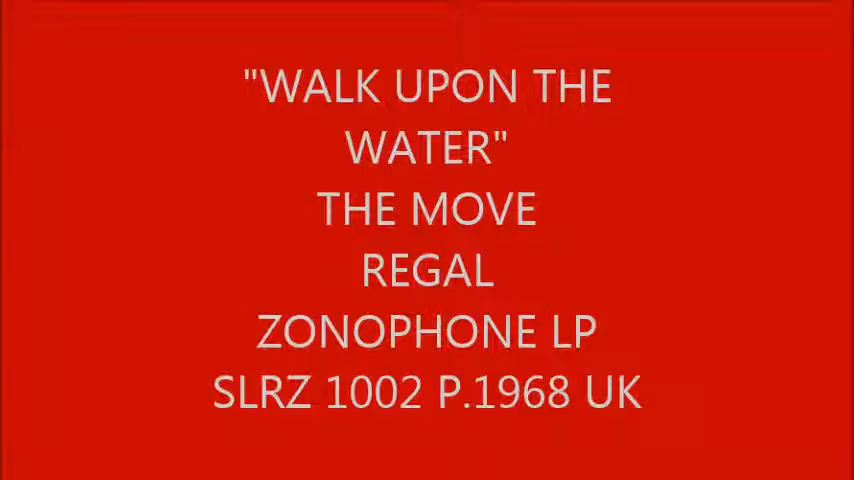 "WALK UPON THE
WATER"
THE MOVE
REGAL
ZONOPHONE LP
SLRZ 1002 P.1968 UK